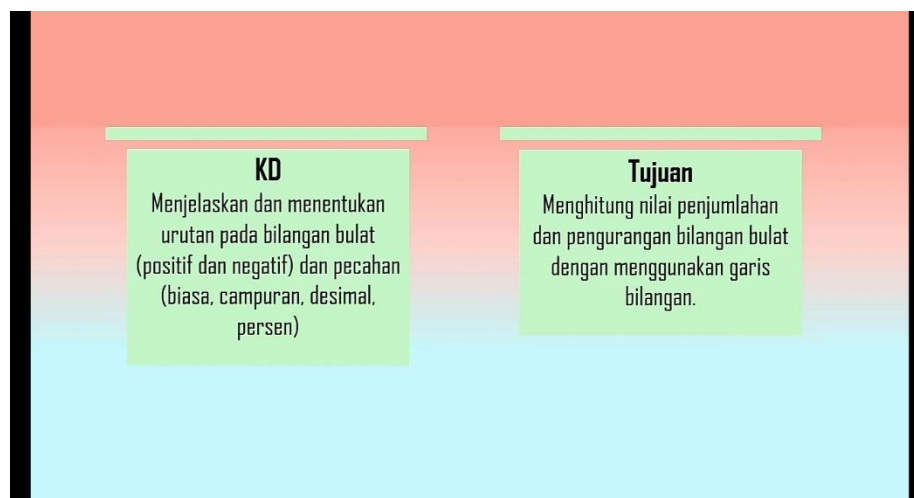 KD
Menjelaskan dan menentukan
urutan pada bilangan bulat
(positif dan negatif) dan pecahan
(biasa, campuran, desimal,
persen)
Tujuan
Menghitung nilai penjumlahan
dan pengurangan bilangan bulat
dengan menggunakan garis
bilangan.